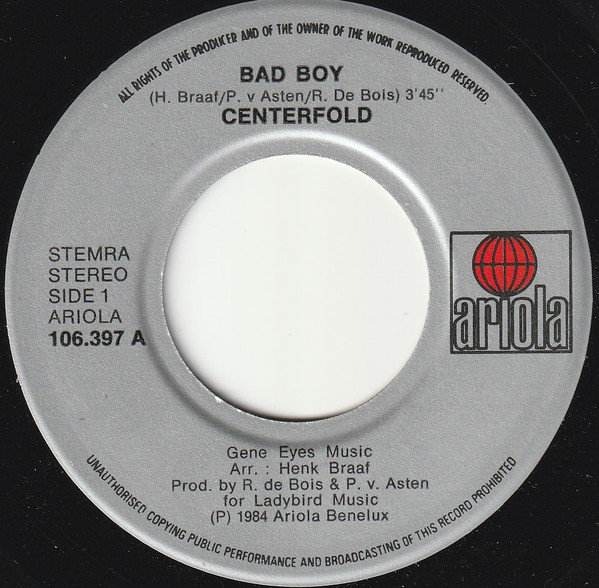 ALL RIGHTS OF THE PRODUCER AND OF THE OWNER OF THE WORK REPRODUCED RESERVED.
BAD BOY
(H. Braaf/P. v Asten/R. De Bois) 3'45''
CENTERFOLD
STEMRA
STEREO
SIDE 1
ARIOLA
106.397 A
ariola
Gene Eyes Music
Arr. : Henk Braaf
Prod. by R. de Bois & P. v. Asten
for Ladybird Music
(P) 1984 Ariola Benelux
UNAUTHORISED COPYING PUBLIC PERFORMANCE AND BROADCASTING OF THIS RECORD PROHIBITED